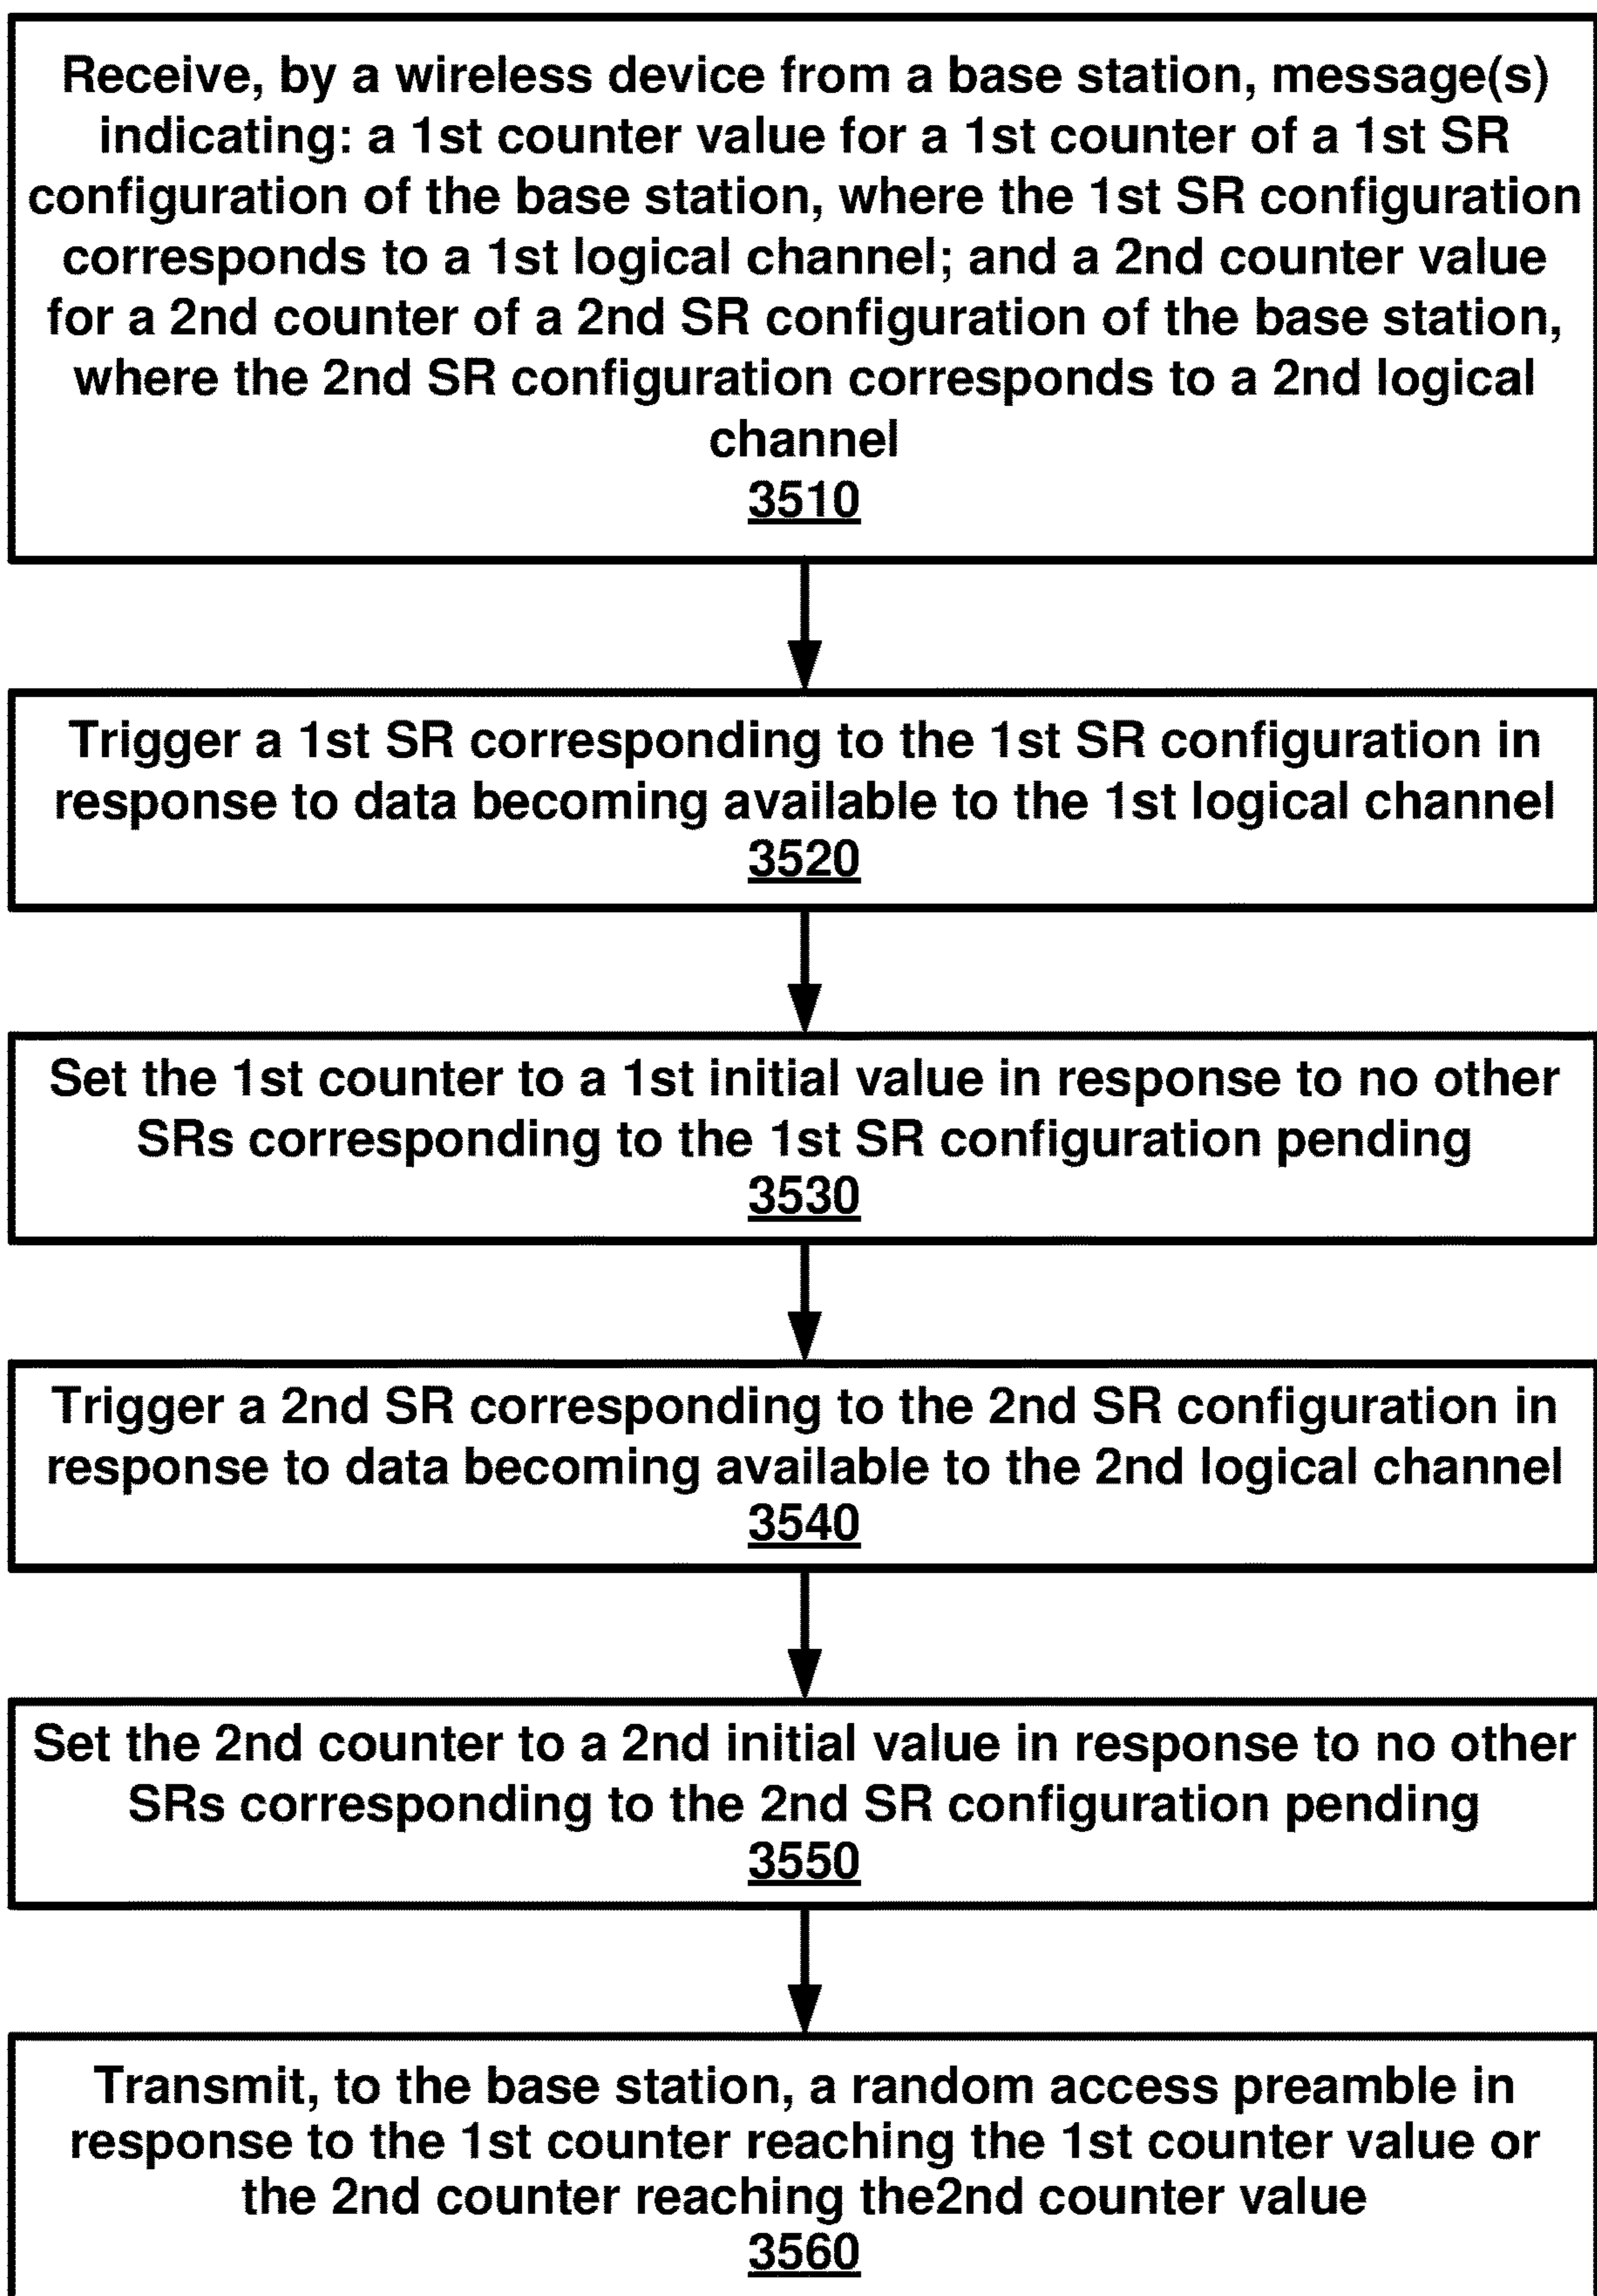 Receive, by a wireless device from a base station, message(s)
indicating: a 1st counter value for a 1st counter of a 1st SR
configuration of the base station, where the 1st SR configuration
corresponds to a 1st logical channel; and a 2nd counter value
for a 2nd counter of a 2nd SR configuration of the base station,
where the 2nd SR configuration corresponds to a 2nd logical
channel
3510
Trigger a 1st SR corresponding to the 1st SR configuration in
response to data becoming available to the 1st logical channel
3520
Set the 1st counter to a 1st initial value in response to no other
SRs corresponding to the 1st SR configuration pending
3530
Trigger a 2nd SR corresponding to the 2nd SR configuration in
response to data becoming available to the 2nd logical channel
3540
Set the 2nd counter to a 2nd initial value in response to no other
SRs corresponding to the 2nd SR configuration pending
3550
Transmit, to the base station, a random access preamble in
response to the 1st counter reaching the 1st counter value or
the 2nd counter reaching the2nd counter value
3560